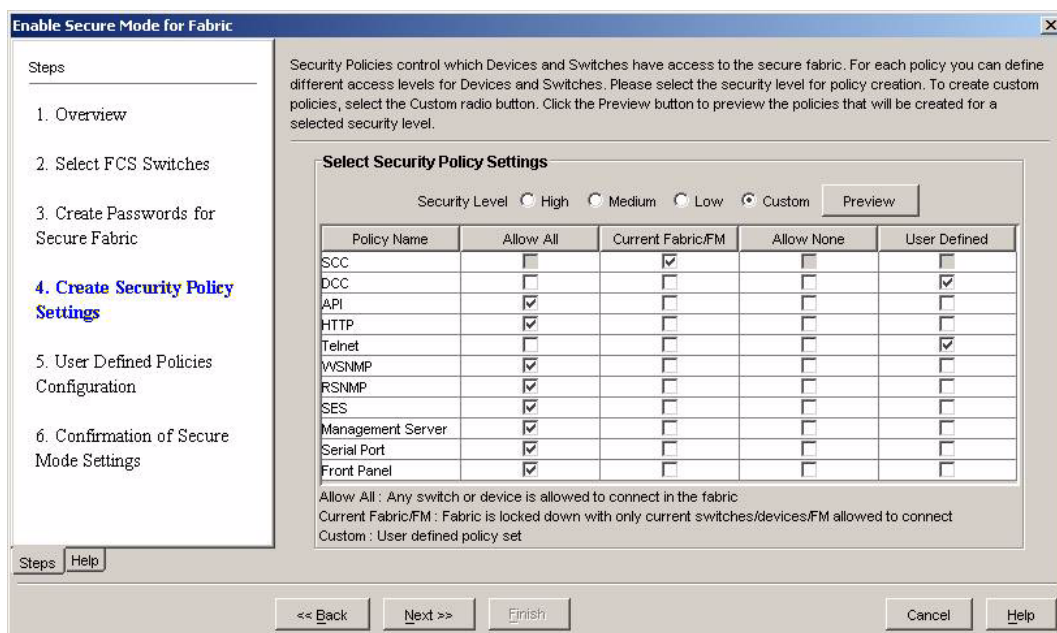 Enable Secure Mode for Fabric
Steps
1. Overview
2. Select FCS Switches
3. Create Passwords for
Secure Fabric
4. Create Security Policy
Settings
5. User Defined Policies
Configuration
6. Confirmation of Secure
Mode Settings
Steps
Help
Security Policies control which Devices and Switches have access to the secure fabric. For each policy you can define
different access levels for Devices and Switches. Please select the security level for policy creation. To create custom
policies, select the Custom radio button. Click the Preview button to preview the policies that will be created for a
selected security level.
Select Security Policy Settings
Security Level High Medium Low Custom Preview
Policy Name Allow All Current Fabric/FM Allow None User Defined
SCC
DCC
API
HTTP
Telnet
WSNMP
RSNMP
SES
Management Server
Serial Port
Front Panel
Allow All : Any switch or device is allowed to connect in the fabric
Current Fabric/FM : Fabric is locked down with only current switches/devices/FM allowed to connect
Custom : User defined policy set
<< Back Next >> Finish Cancel Help